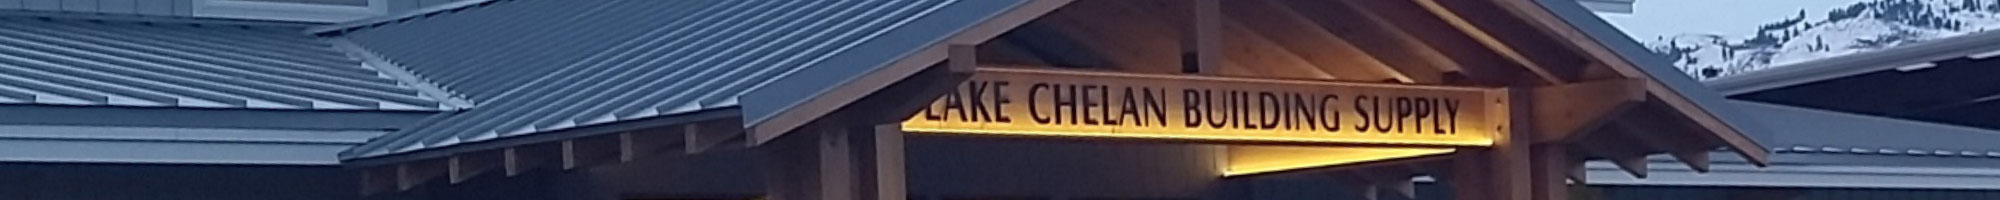 LAKE CHELAN BUILDING SUPPLY